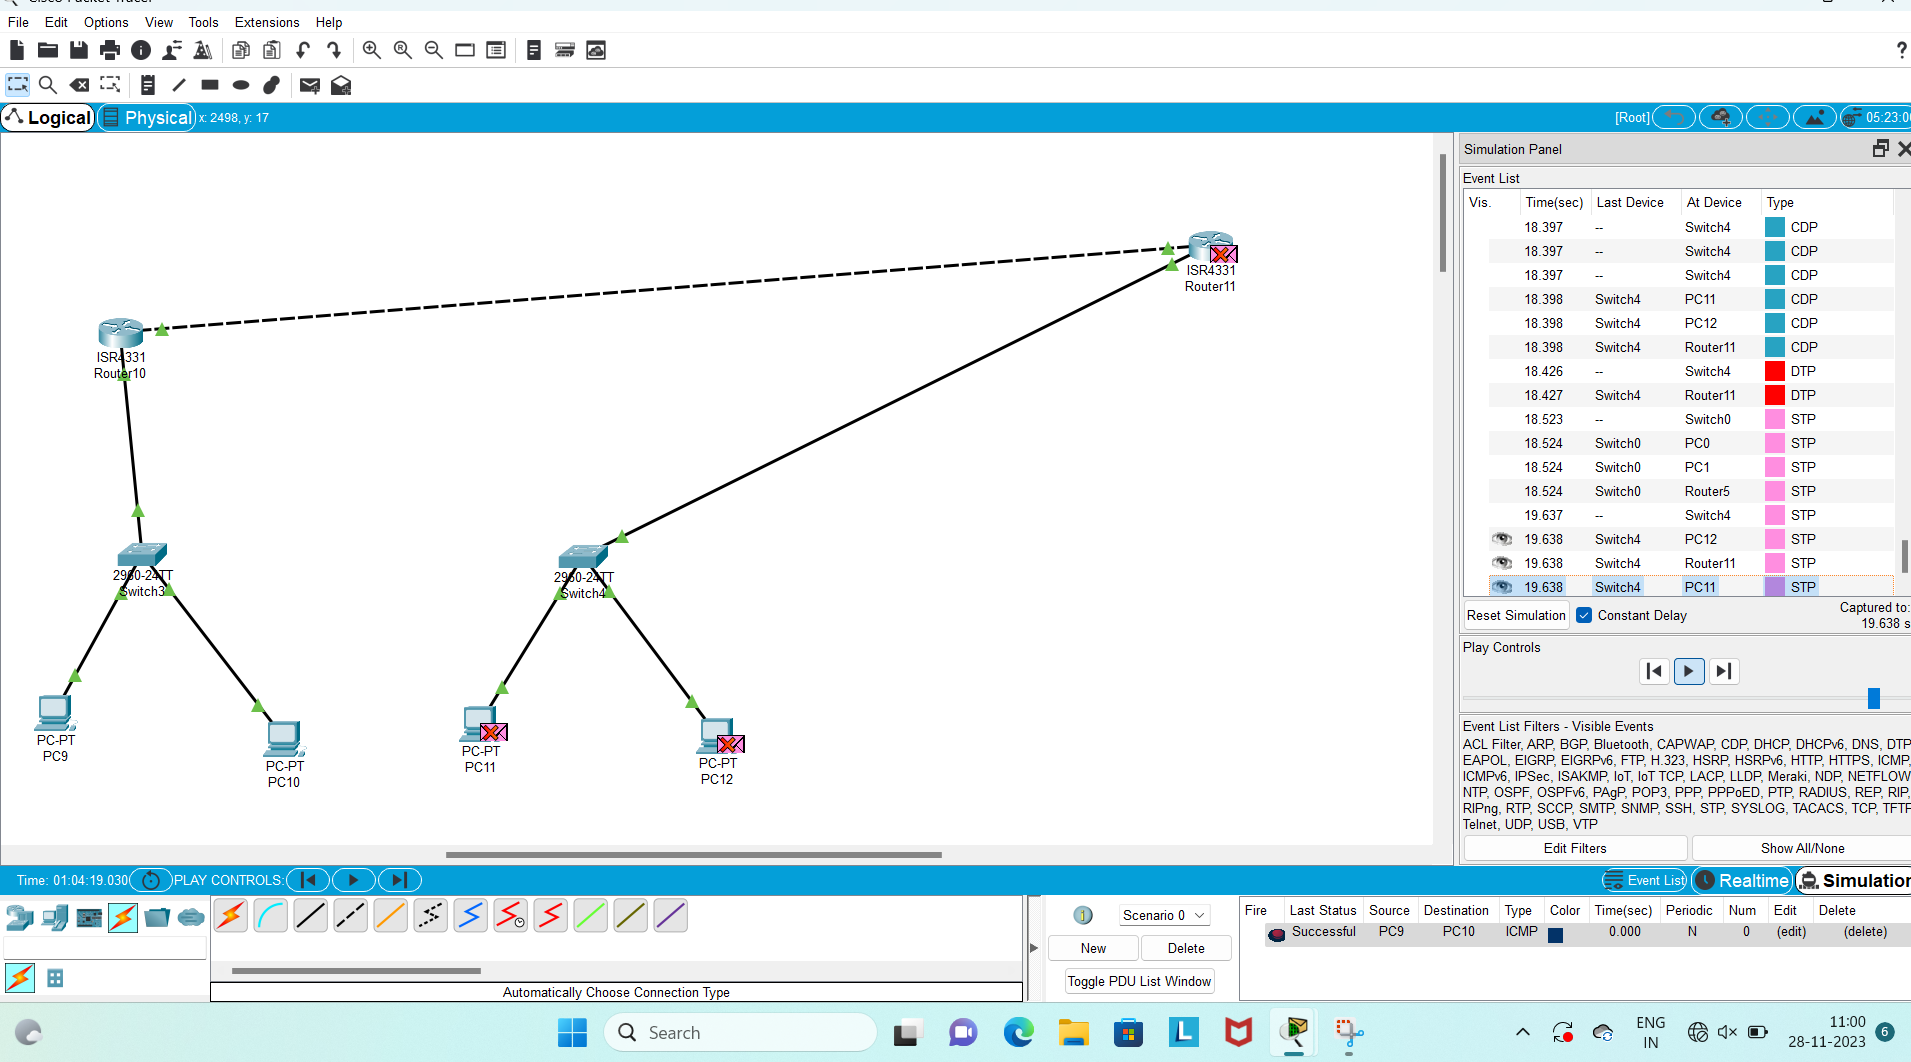 Cisco Packet Tracer
File Edit Options View Tools Extensions Help
?
Logical Physical x: 2498, y: 17 [Root] 05:23:00
Simulation Panel
Event List
Vis. Time(sec) Last Device At Device Type
18.397 -- Switch4 CDP
18.397 -- Switch4 CDP
18.397 -- Switch4 CDP
18.398 Switch4 PC11 CDP
18.398 Switch4 PC12 CDP
18.398 Switch4 Router11 CDP
18.426 -- Switch4 DTP
18.427 Switch4 Router11 DTP
18.523 -- Switch0 STP
18.524 Switch0 PC0 STP
18.524 Switch0 PC1 STP
18.524 Switch0 Router5 STP
19.637 -- Switch4 STP
19.638 Switch4 PC12 STP
19.638 Switch4 Router11 STP
19.638 Switch4 PC11 STP
Reset Simulation Constant Delay Captured to:
19.638 s
Play Controls
Event List Filters - Visible Events
ACL Filter, ARP, BGP, Bluetooth, CAPWAP, CDP, DHCP, DHCPv6, DNS, DTP,
EAPOL, EIGRP, EIGRPv6, FTP, H.323, HSRP, HSRPv6, HTTP, HTTPS, ICMP,
ICMPv6, IPSec, ISAKMP, IoT, IoT TCP, LACP, LLDP, Meraki, NDP, NETFLOW
NTP, OSPF, OSPFv6, PAgP, POP3, PPP, PPPoED, PTP, RADIUS, REP, RIP,
RIPng, RTP, SCCP, SMTP, SNMP, SSH, STP, SYSLOG, TACACS, TCP, TFTP
Telnet, UDP, USB, VTP
Edit Filters Show All/None
ISR4331
Router11
ISR4331
Router10
2960-24TT
Switch3
2960-24TT
Switch4
PC-PT
PC9
PC-PT
PC10
PC-PT
PC11
PC-PT
PC12
Time: 01:04:19.030 PLAY CONTROLS: Event List Realtime Simulation
Automatically Choose Connection Type
Scenario 0
New Delete
Toggle PDU List Window
Fire Last Status Source Destination Type Color Time(sec) Periodic Num Edit Delete
Successful PC9 PC10 ICMP 0.000 N 0 (edit) (delete)
Search
L
ENG
IN
11:00
28-11-2023
6